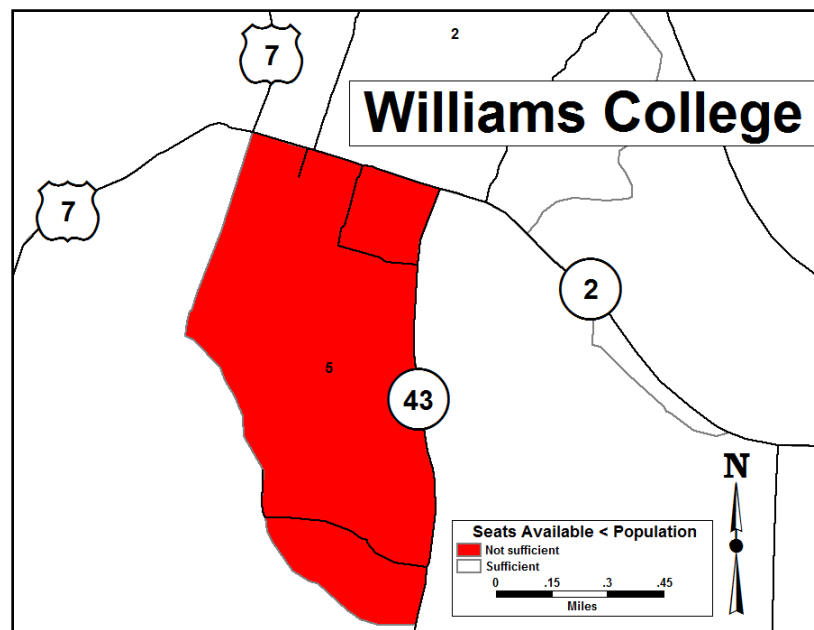 2
7
Williams College
7
2
5
43
N
Seats Available < Population
Not sufficient
Sufficient
0 .15 .3 .45
Miles